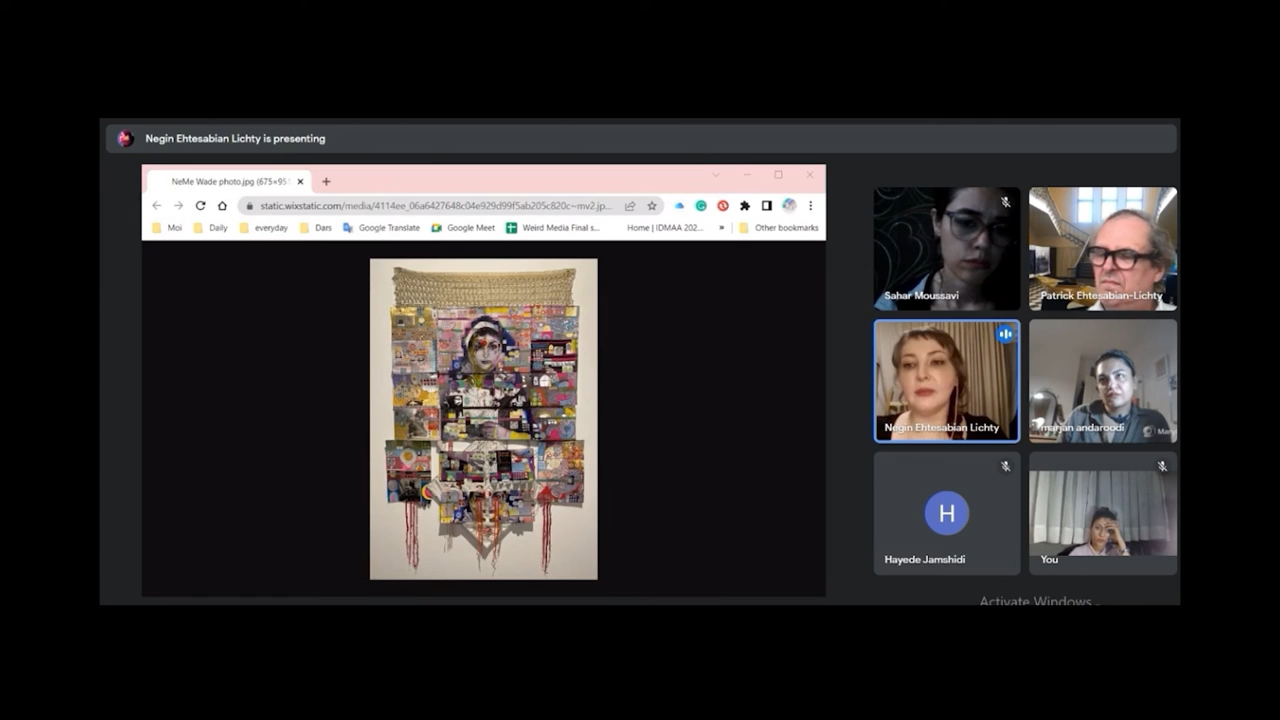 Negin Ehtesabian Lichty is presenting
NeMe Wade photo.jpg (675×951
static.wixstatic.com/media/4114ee_06a6427648c04e929d99f5ab205c820c~mv2.jp...
Moi Daily everyday Dars Google Translate Google Meet Weird Media Final s... Home | IDMAA 202... » Other bookmarks
Sahar Moussavi
Patrick Ehtesabian-Lichty
Negin Ehtesabian Lichty
marjan andaroodi
Mary
H
Hayede Jamshidi
You
Activate Windows